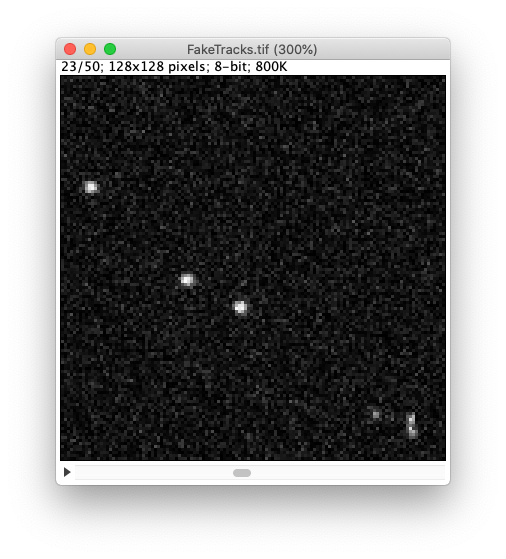 FakeTracks.tif (300%)
23/50; 128x128 pixels; 8-bit; 800K